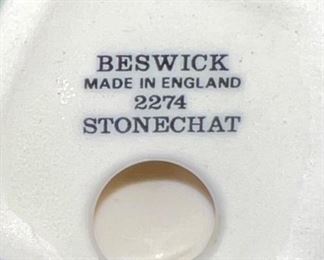 BESWICK
MADE IN ENGLAND
2274
STONECHAT